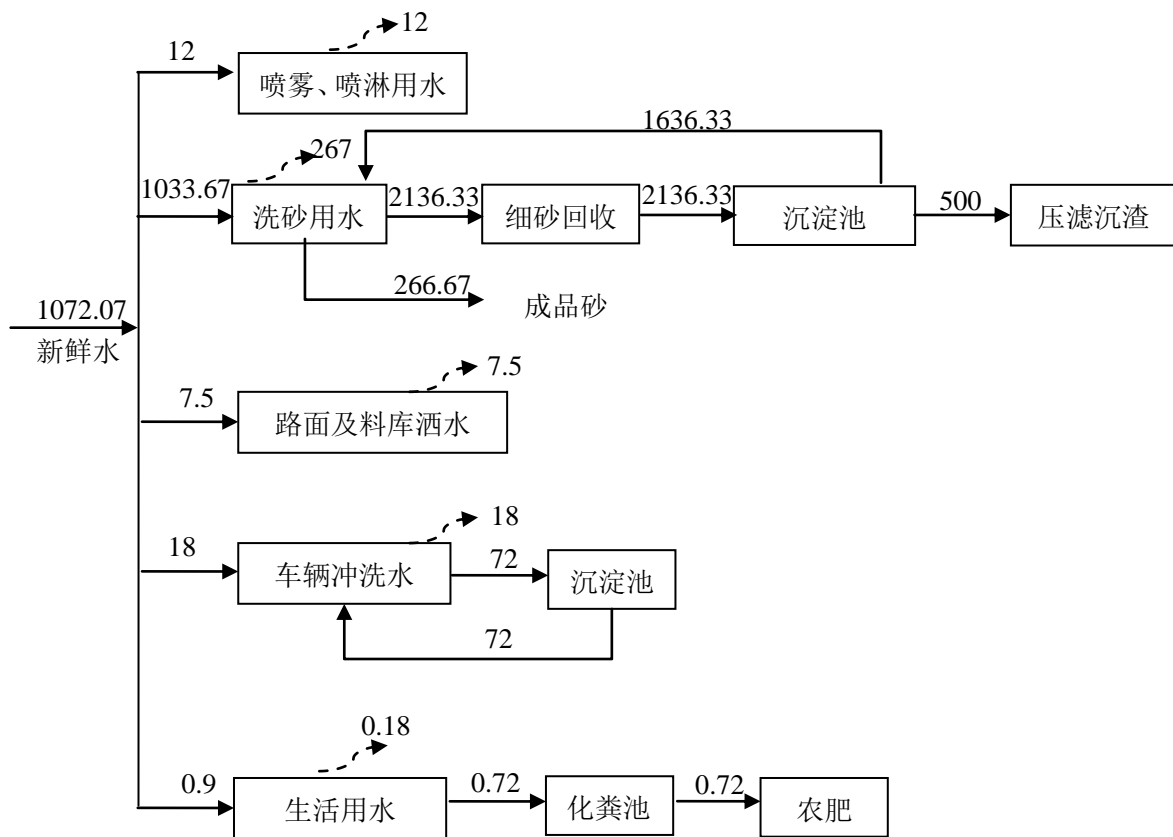 12
12
喷雾、喷淋用水
1636.33
267
1033.67
洗砂用水
2136.33
细砂回收
2136.33
沉淀池
500
压滤沉渣
266.67
成品砂
1072.07
新鲜水
7.5
7.5
路面及料库洒水
18
18
车辆冲洗水
72
沉淀池
72
0.18
0.9
生活用水
0.72
化粪池
0.72
农肥